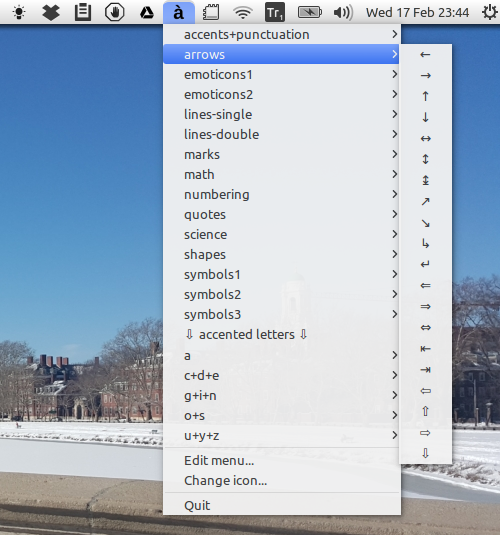 à Tr1 Wed 17 Feb 23:44
accents+punctuation
arrows
emoticons1
emoticons2
lines-single
lines-double
marks
math
numbering
quotes
science
shapes
symbols1
symbols2
symbols3
⇩ accented letters ⇩
a
c+d+e
g+i+n
o+s
u+y+z
Edit menu...
Change icon...
Quit
←
→
↑
↓
↔
↕
↨
↗
↘
↳
↵
⇐
⇒
⇔
⇤
⇥
⇦
⇧
⇨
⇩